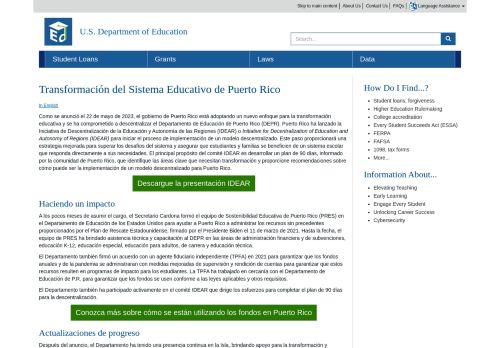 Skip to main content | About Us | Contact Us | FAQs | Language Assistance
U.S. Department of Education
Search...
Student Loans Grants Laws Data
Transformación del Sistema Educativo de Puerto Rico
In English
Como se anunció el 22 de mayo de 2023, el gobierno de Puerto Rico está adoptando un nuevo enfoque para la transformación
educativa y se ha comprometido a descentralizar el Departamento de Educación de Puerto Rico (DEPR). Puerto Rico ha lanzado la
Iniciativa de Descentralización de la Educación y Autonomía de las Regiones (IDEAR) o Initiative for Decentralization of Education and
Autonomy of Regions (IDEAR) para iniciar el proceso de implementación de un modelo descentralizado. Este paso proporcionará una
estrategia mejorada para superar los desafíos del sistema y asegurar que estudiantes y familias se beneficien de un sistema escolar
que responda directamente a sus necesidades. El principal propósito del comité IDEAR es desarrollar un plan de 90 días, informado
por la comunidad de Puerto Rico, que identifique las áreas clave que necesitan transformación y proporcione recomendaciones sobre
cómo puede ser la implementación de un modelo descentralizado para Puerto Rico.
Descargue la presentación IDEAR
Haciendo un impacto
A los pocos meses de asumir el cargo, el Secretario Cardona formó el equipo de Sostenibilidad Educativa de Puerto Rico (PRES) en
el Departamento de Educación de los Estados Unidos para ayudar a Puerto Rico a administrar los recursos sin precedentes
proporcionados por el Plan de Rescate Estadounidense, firmado por el Presidente Biden el 11 de marzo de 2021. Hasta la fecha, el
equipo de PRES ha brindado asistencia técnica y capacitación al DEPR en las áreas de administración financiera y de subvenciones,
educación K-12, educación especial, educación para adultos, de carrera y educación técnica.
El Departamento también firmó un acuerdo con un agente fiduciario independiente (TPFA) en 2021 para garantizar que los fondos
anuales y de la pandemia se administraran con medidas mejoradas de supervisión y rendición de cuentas para garantizar que estos
recursos resulten en programas de impacto para los estudiantes. La TPFA ha trabajado en cercanía con el Departamento de
Educación de P.R. para garantizar que los fondos se usen conforme a las leyes aplicables y otros requisitos.
El Departamento también ha participado activamente en el comité IDEAR que dirige los esfuerzos para completar el plan de 90 días
para la descentralización.
Conozca más sobre cómo se están utilizando los fondos en Puerto Rico
Actualizaciones de progreso
Después del anuncio, el Departamento ha tenido una presencia continua en la Isla, brindando apoyo para la transformación y
How Do I Find...?
Student loans, forgiveness
Higher Education Rulemaking
College accreditation
Every Student Succeeds Act (ESSA)
FERPA
FAFSA
1098, tax forms
More...
Information About...
Elevating Teaching
Early Learning
Engage Every Student
Unlocking Career Success
Cybersecurity